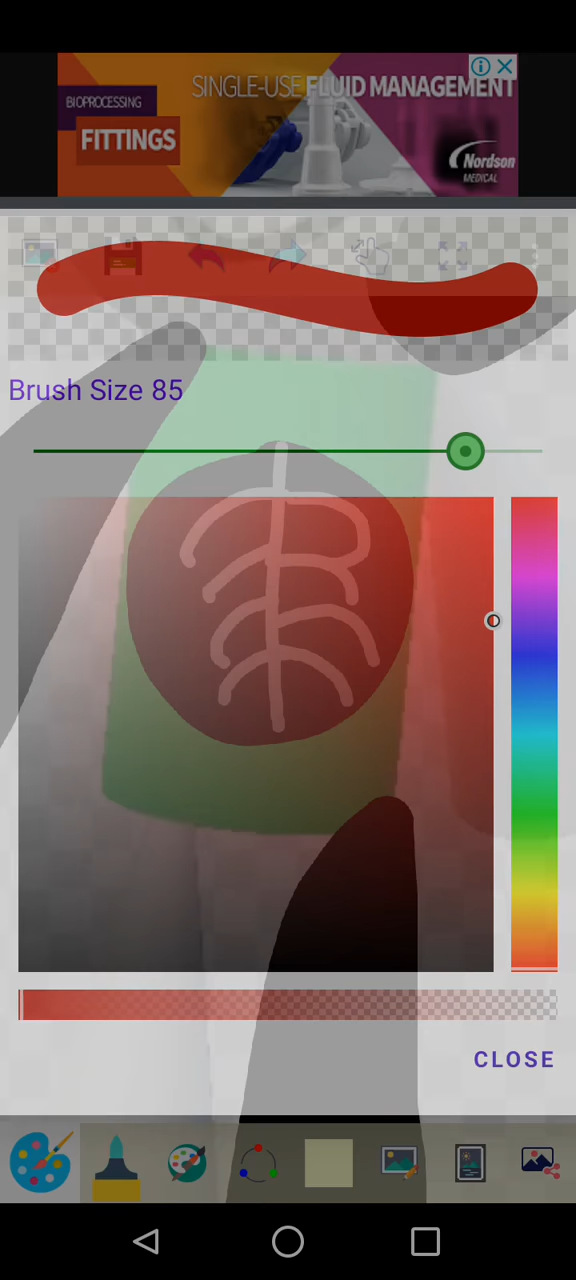 SINGLE-USE FLUID MANAGEMENT
BIOPROCESSING
FITTINGS
Nordson
MEDICAL
Brush Size 85
CLOSE